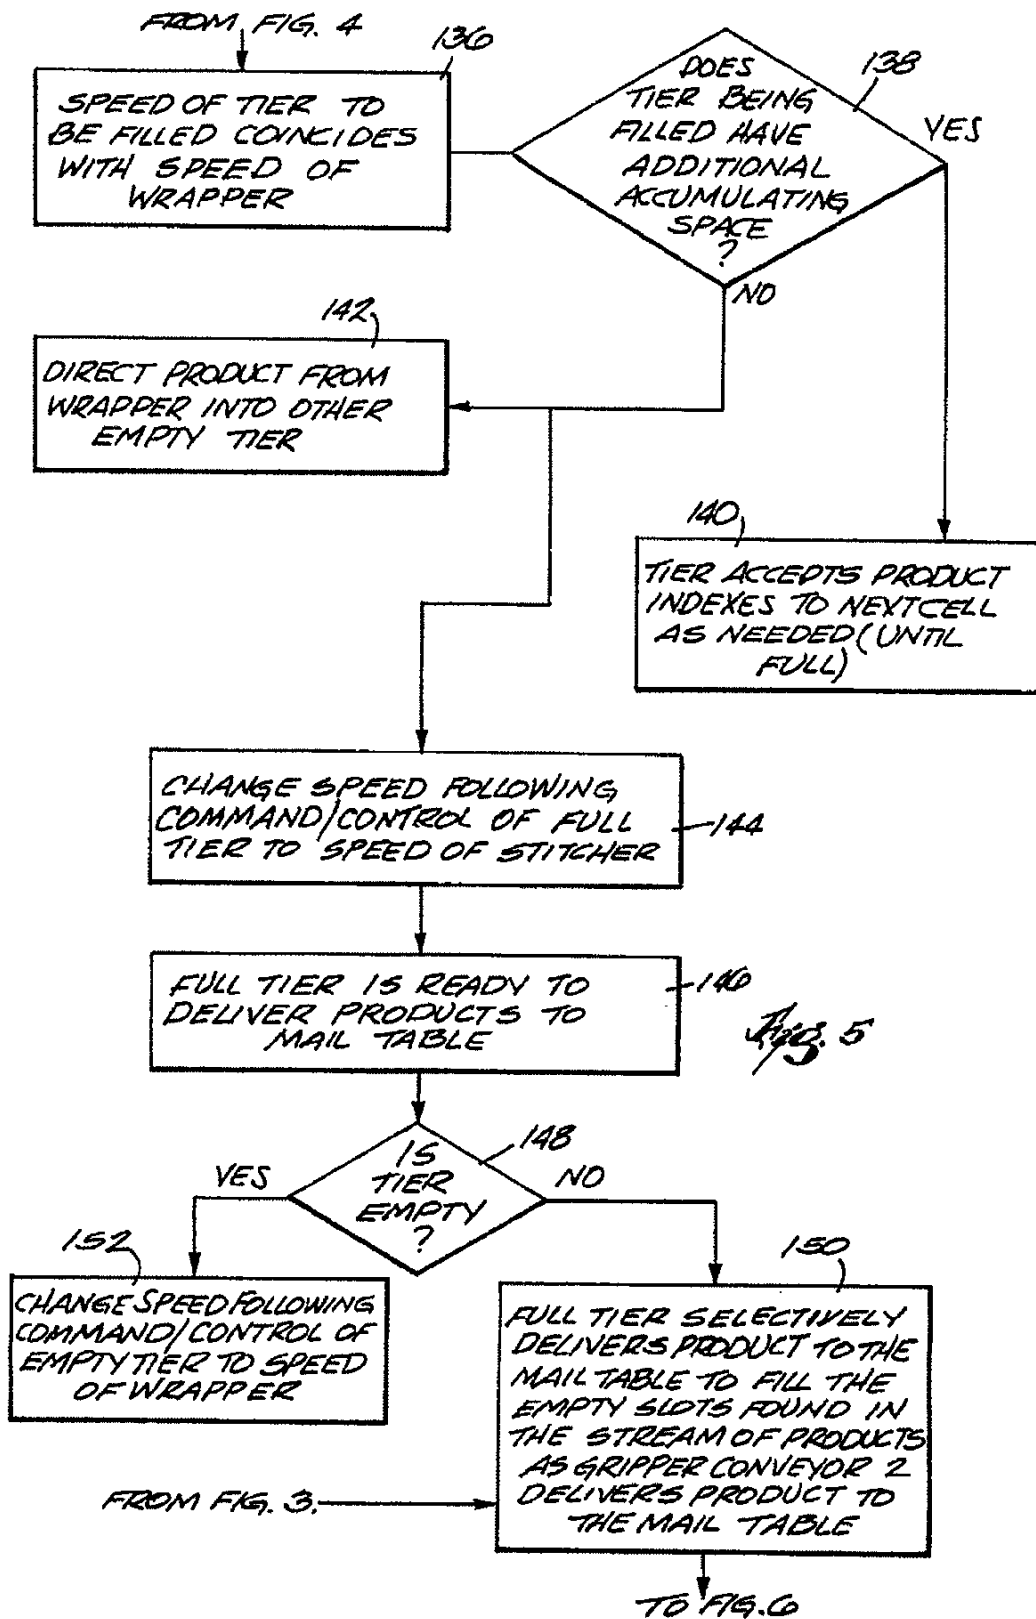 FROM FIG. 4
136
SPEED OF TIER TO
BE FILLED COINCIDES
WITH SPEED OF
WRAPPER
138
DOES
TIER BEING
FILLED HAVE
ADDITIONAL
ACCUMULATING
SPACE
?
YES
NO
142
DIRECT PRODUCT FROM
WRAPPER INTO OTHER
EMPTY TIER
140
TIER ACCEPTS PRODUCT
INDEXES TO NEXT CELL
AS NEEDED (UNTIL
FULL)
CHANGE SPEED FOLLOWING
COMMAND/CONTROL OF FULL
TIER TO SPEED OF STITCHER
144
FULL TIER IS READY TO
DELIVER PRODUCTS TO
MAIL TABLE
146
Fig. 5
148
IS
TIER
EMPTY
?
YES
NO
152
CHANGE SPEED FOLLOWING
COMMAND/CONTROL OF
EMPTY TIER TO SPEED
OF WRAPPER
150
FULL TIER SELECTIVELY
DELIVERS PRODUCT TO THE
MAIL TABLE TO FILL THE
EMPTY SLOTS FOUND IN
THE STREAM OF PRODUCTS
AS GRIPPER CONVEYOR 2
DELIVERS PRODUCT TO
THE MAIL TABLE
FROM FIG. 3.
TO FIG. 6